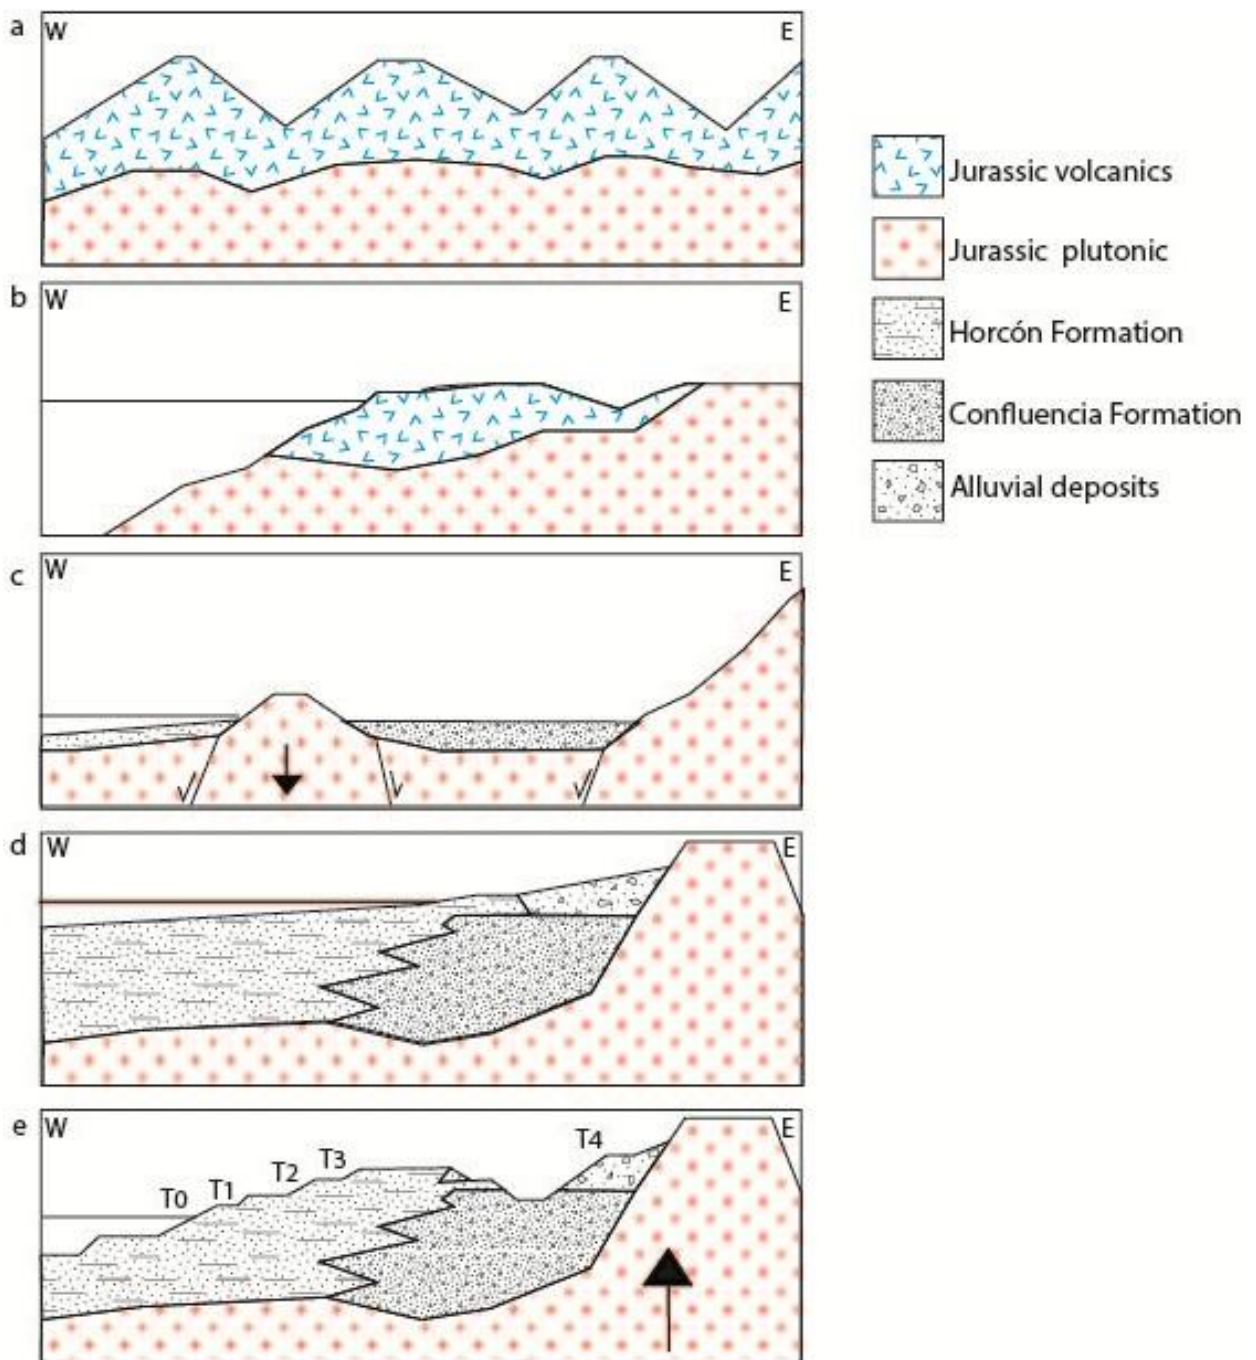 a W E
Jurassic volcanics
Jurassic plutonic
Horcón Formation
Confluencia Formation
Alluvial deposits
b W E
c W E
d W E
e W E
T4
T3
T2
T1
T0